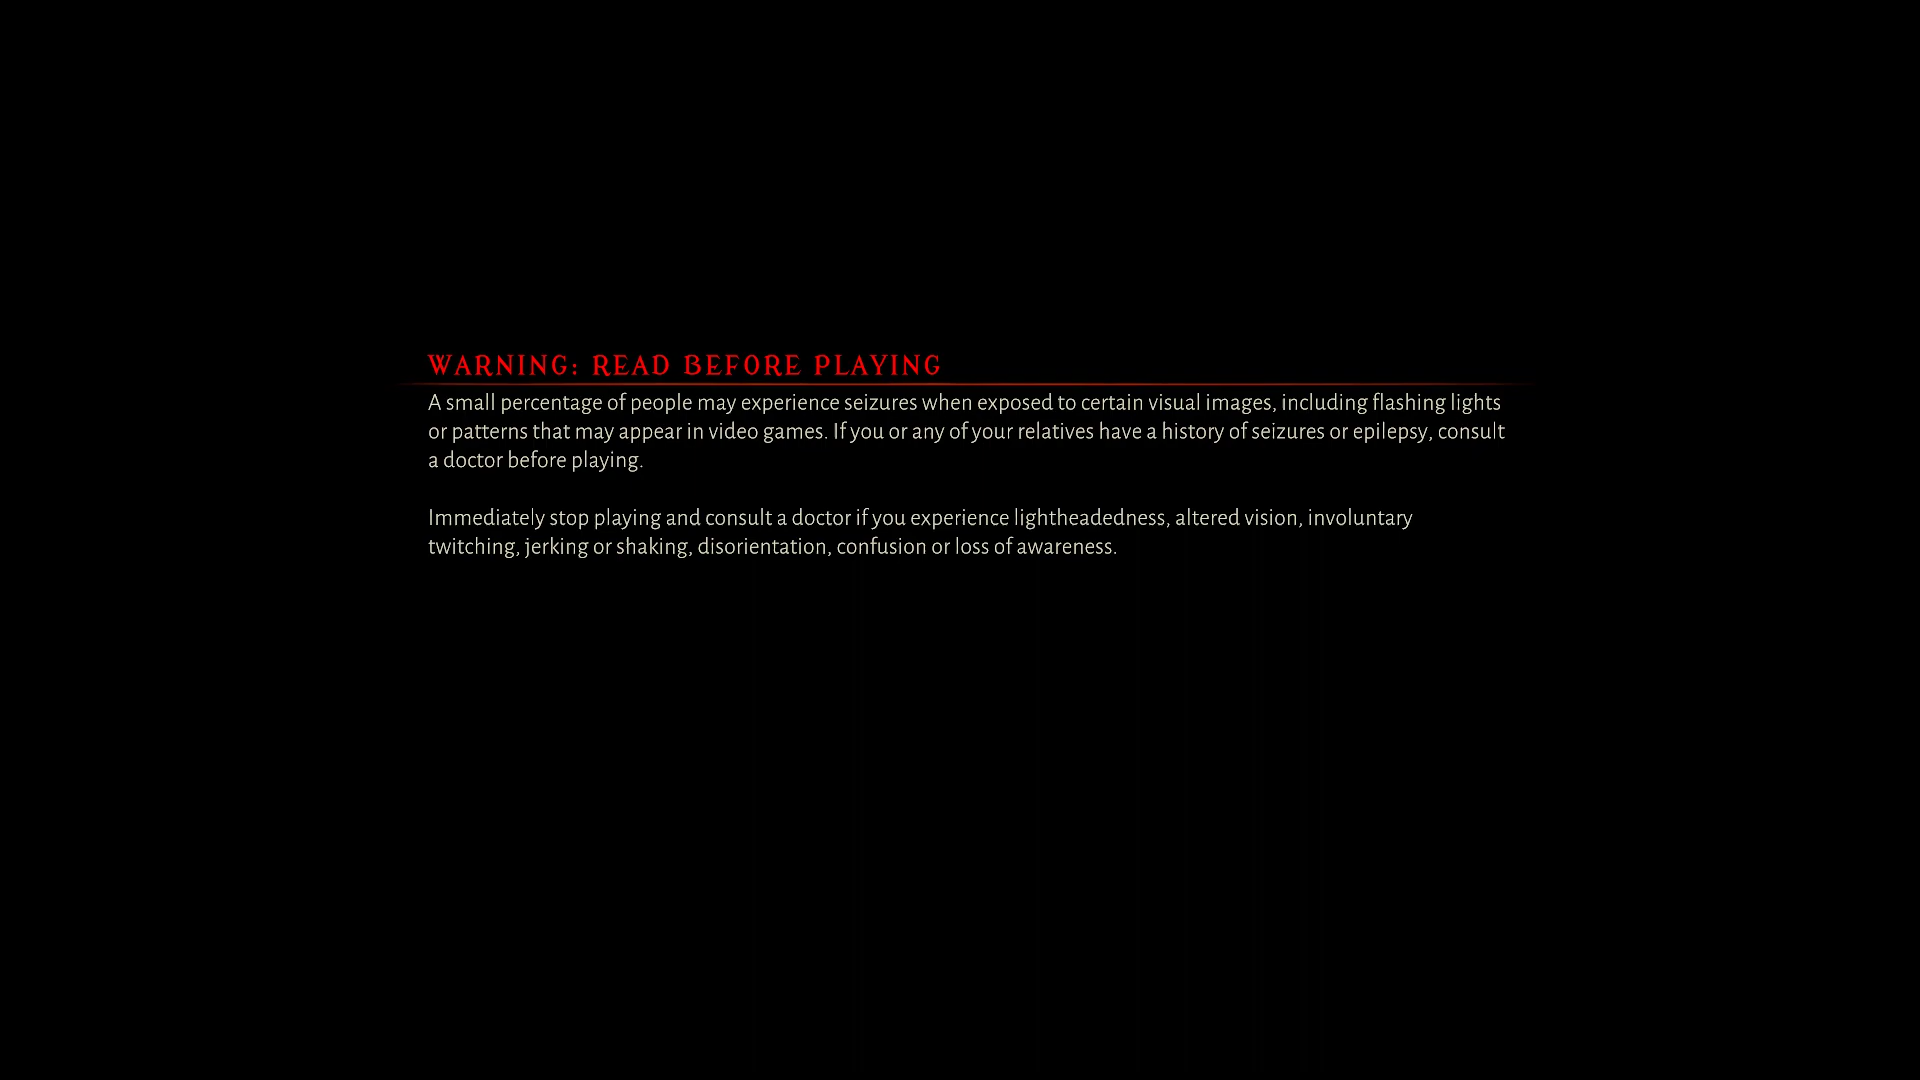 WARNING: READ BEFORE PLAYING
A small percentage of people may experience seizures when exposed to certain visual images, including flashing lights
or patterns that may appear in video games. If you or any of your relatives have a history of seizures or epilepsy, consult
a doctor before playing.
Immediately stop playing and consult a doctor if you experience lightheadedness, altered vision, involuntary
twitching, jerking or shaking, disorientation, confusion or loss of awareness.